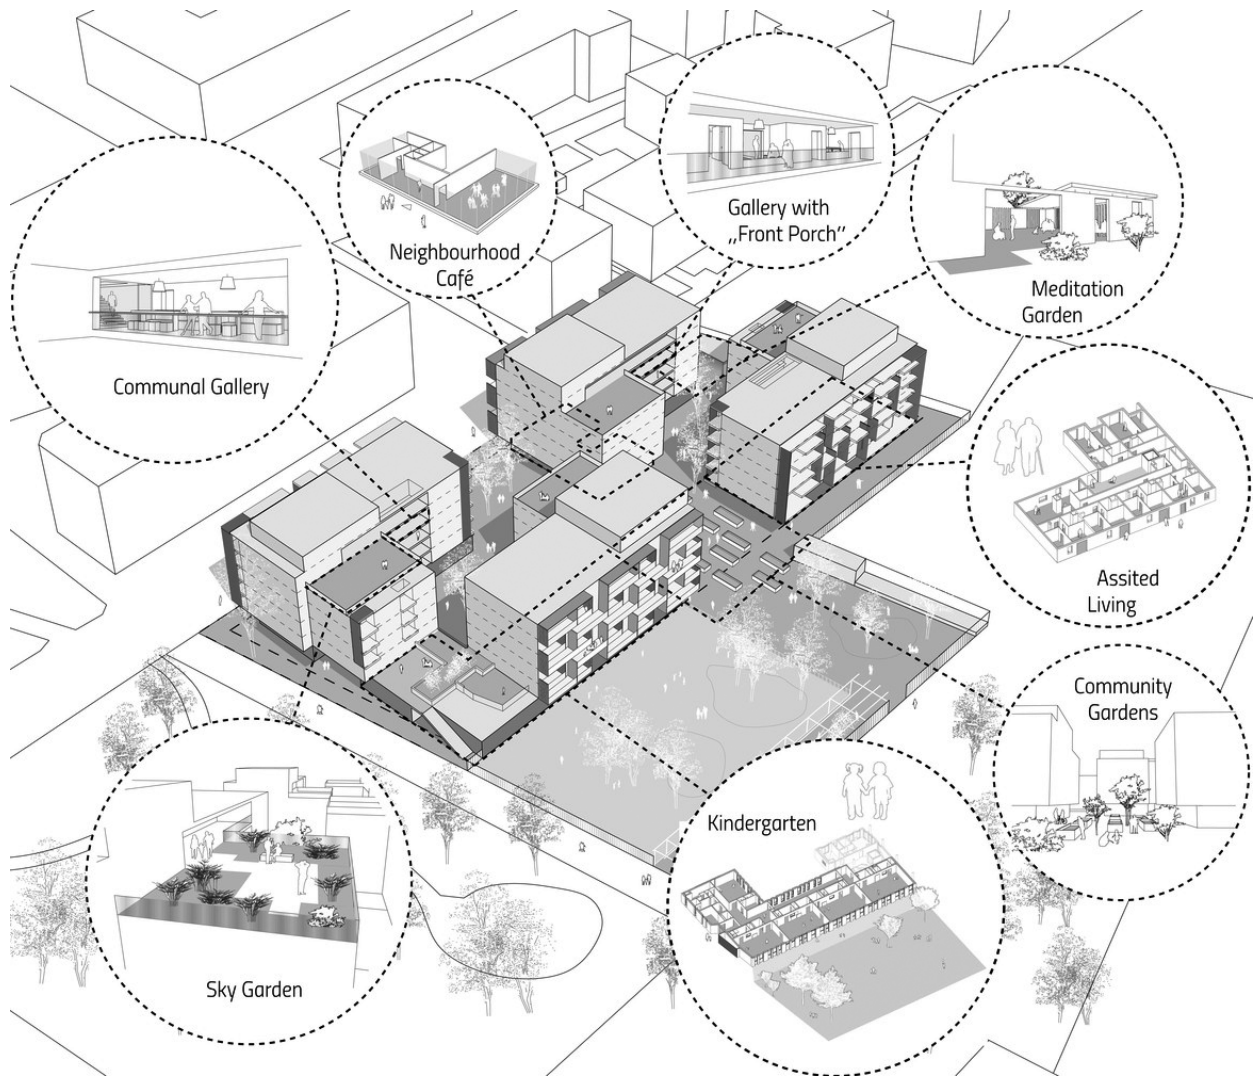 Gallery with
„Front Porch"
Neighbourhood
Café
Meditation
Garden
Communal Gallery
Assited
Living
Community
Gardens
Kindergarten
Sky Garden